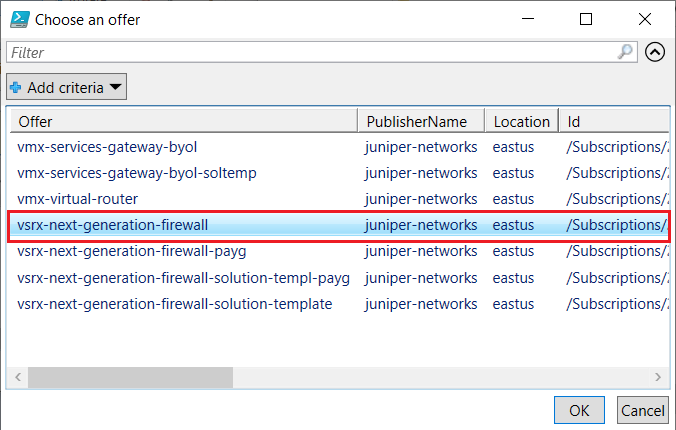 Choose an offer
Filter
Add criteria
Offer PublisherName Location Id
vmx-services-gateway-byol juniper-networks eastus /Subscriptions/
vmx-services-gateway-byol-soltemp juniper-networks eastus /Subscriptions/
vmx-virtual-router juniper-networks eastus /Subscriptions/
vsrx-next-generation-firewall juniper-networks eastus /Subscriptions/
vsrx-next-generation-firewall-payg juniper-networks eastus /Subscriptions/
vsrx-next-generation-firewall-solution-templ-payg juniper-networks eastus /Subscriptions/
vsrx-next-generation-firewall-solution-template juniper-networks eastus /Subscriptions/
OK Cancel